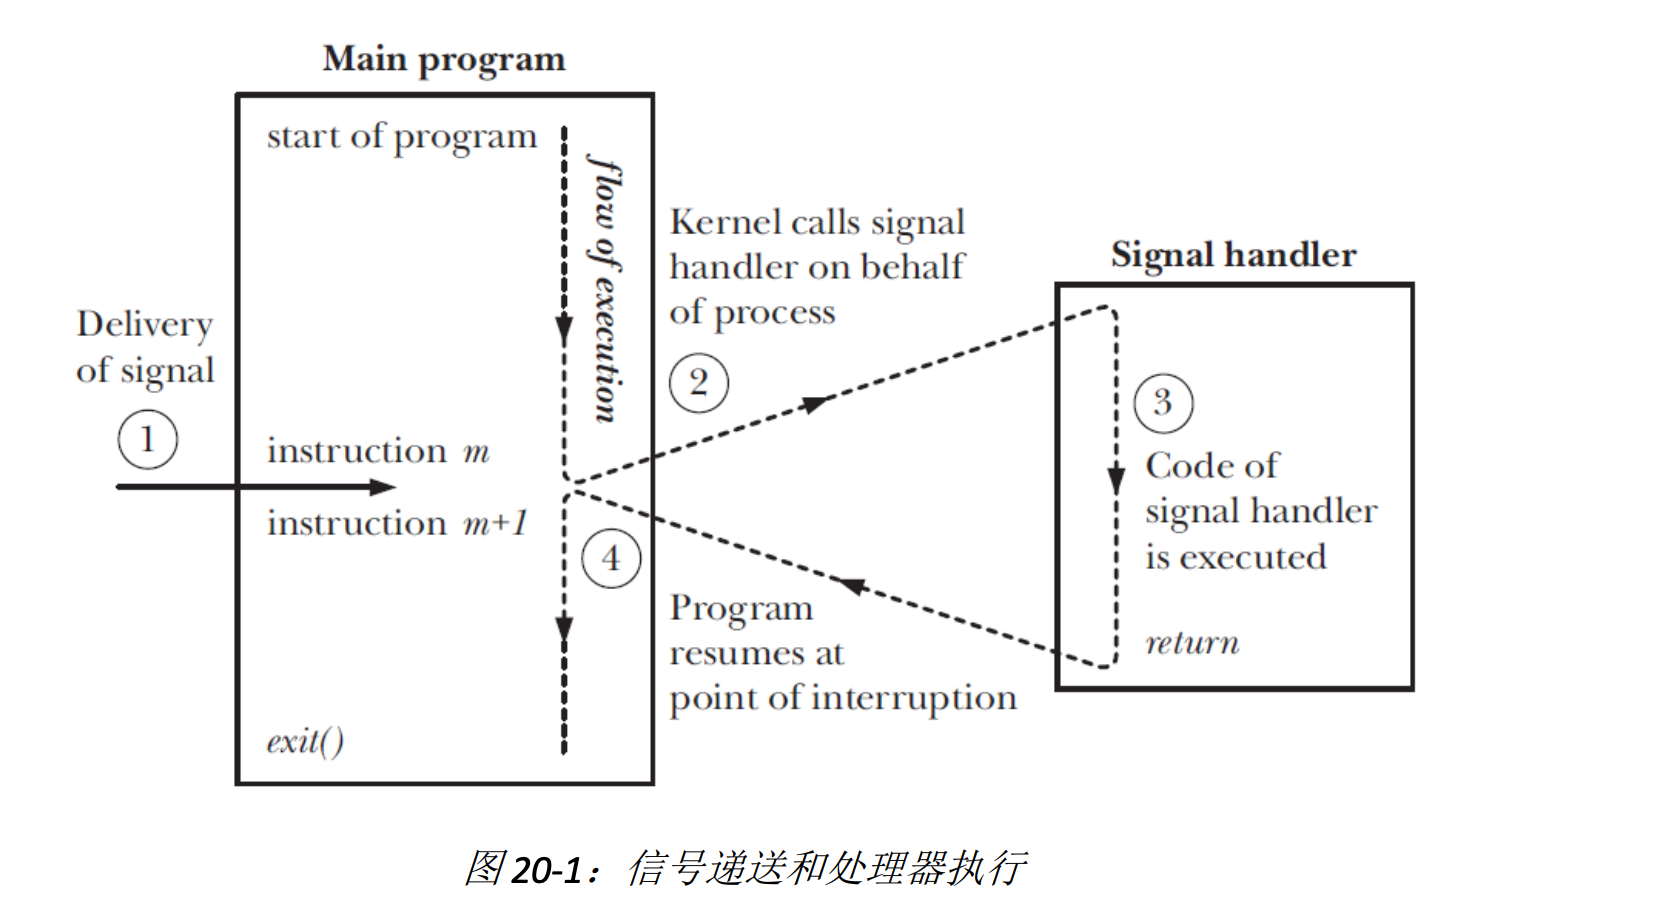 Main program
start of program
flow of execution
Kernel calls signal
handler on behalf
of process
2
Signal handler
Delivery
of signal
1
instruction m
instruction m+1
3
Code of
signal handler
is executed
return
4
Program
resumes at
point of interruption
exit()
图 20-1：信号递送和处理器执行